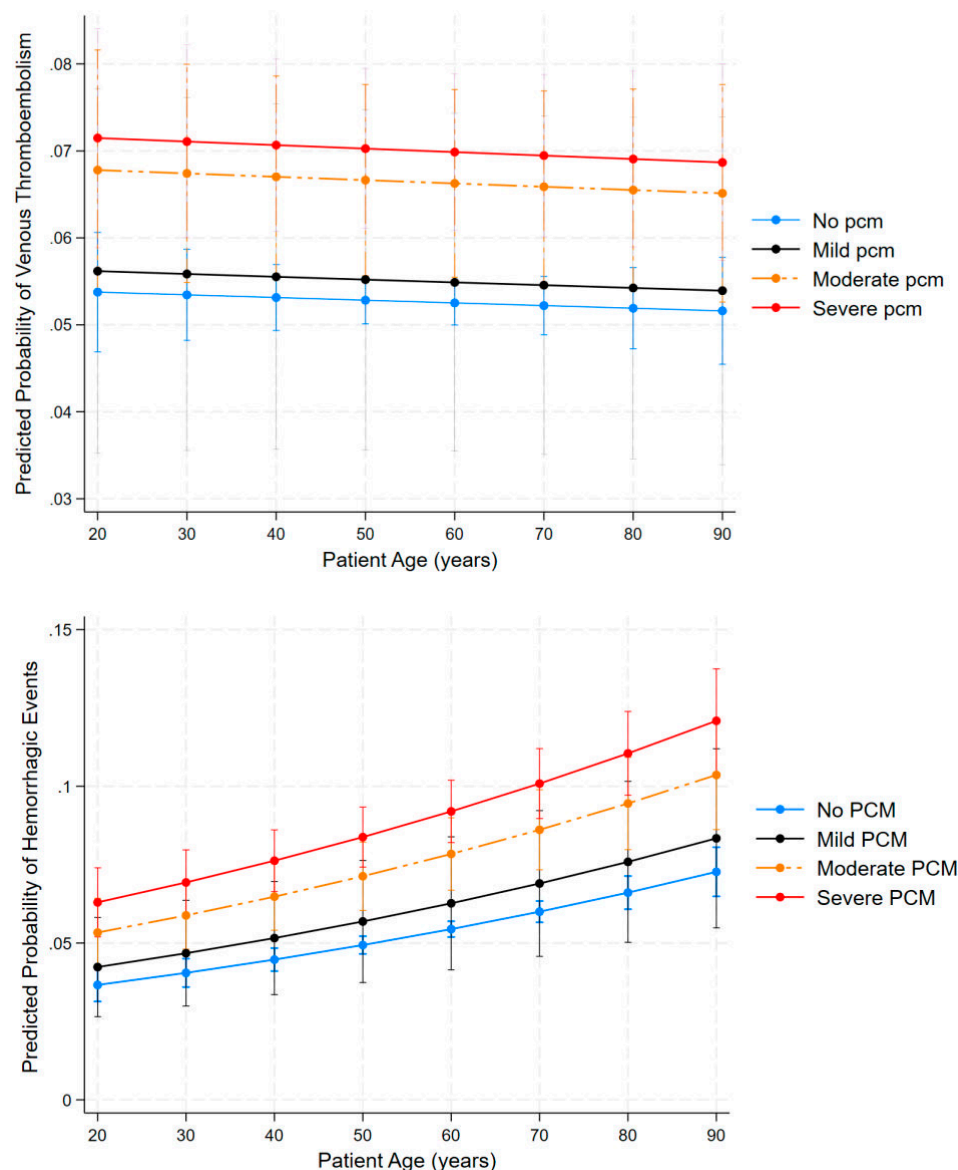 Predicted Probability of Venous Thromboembolism
.08
.07
.06
.05
.04
.03
20 30 40 50 60 70 80 90
Patient Age (years)
No pcm
Mild pcm
Moderate pcm
Severe pcm
Predicted Probability of Hemorrhagic Events
.15
.1
.05
0
20 30 40 50 60 70 80 90
Patient Age (years)
No PCM
Mild PCM
Moderate PCM
Severe PCM